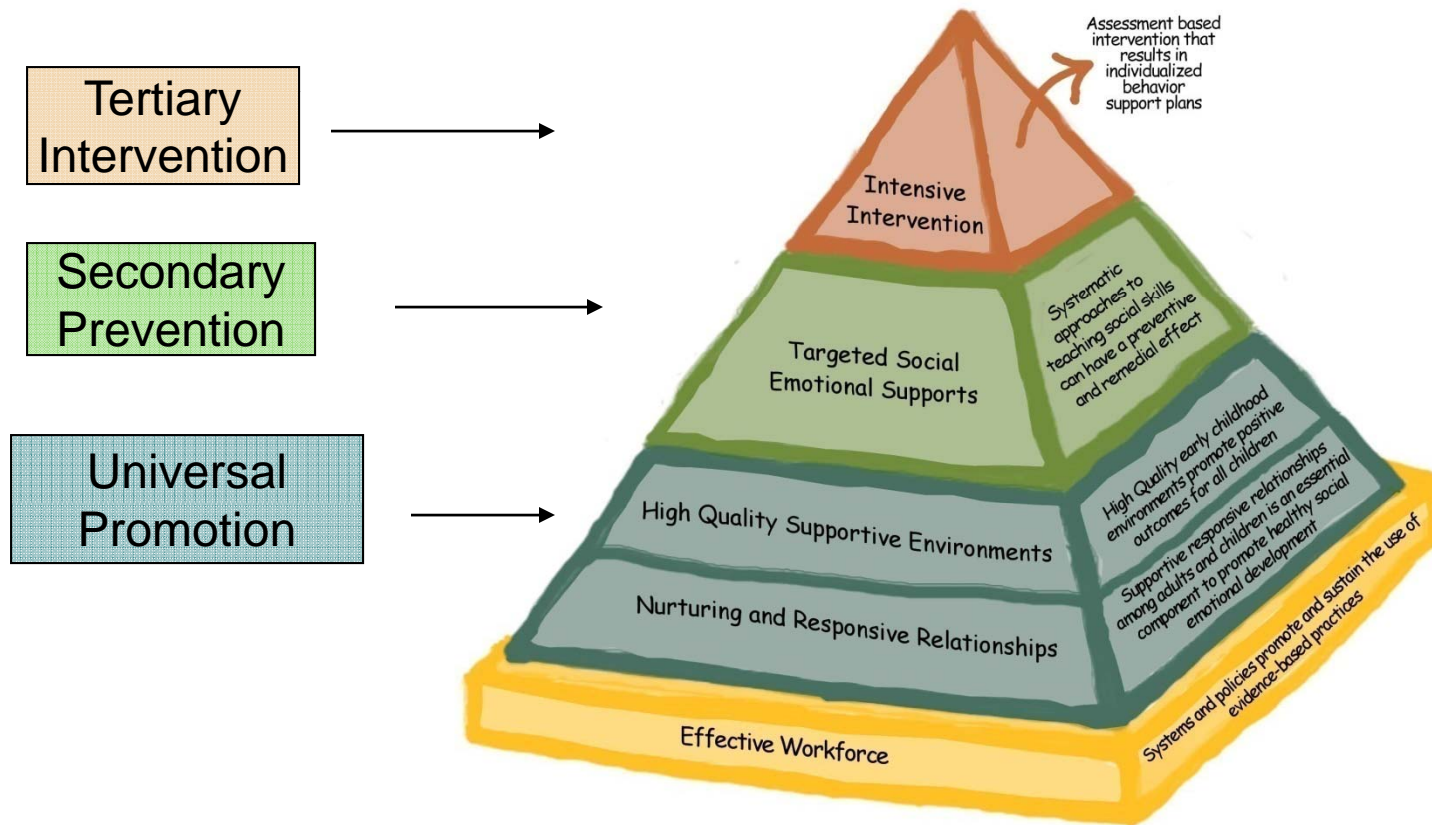 Tertiary
Intervention
Secondary
Prevention
Universal
Promotion
Assessment based
intervention that
results in
individualized
behavior
support plans
Intensive
Intervention
Systematic
approaches to
teaching social skills
can have a preventive
and remedial effect
Targeted Social
Emotional Supports
High Quality early childhood
environments promote positive
outcomes for all children
High Quality Supportive Environments
Supportive responsive relationships
among adults and children is an essential
component to promote healthy social
emotional development
Nurturing and Responsive Relationships
Systems and policies promote and sustain the use of
evidence-based practices
Effective Workforce